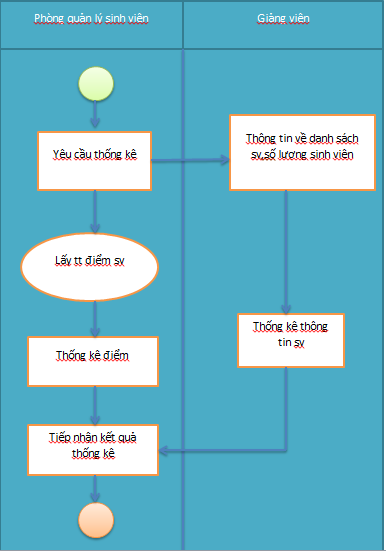 Phòng quản lý sinh viên
Giảng viên
Yêu cầu thống kê
Thông tin về danh sách
sv,số lương sinh viên
Lấy tt điểm sv
Thống kê thông
tin sv
Thống kê điểm
Tiếp nhận kết quả
thống kê